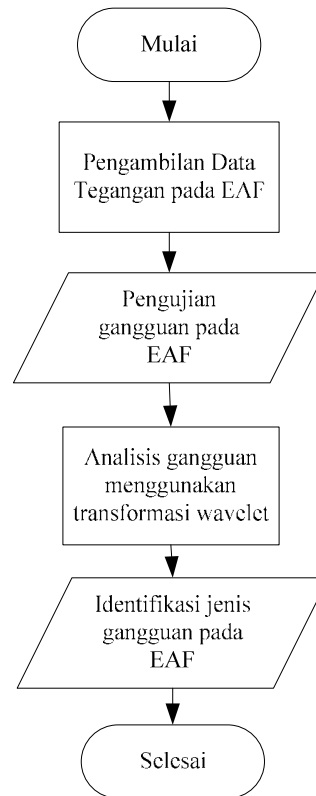 Mulai
Pengambilan Data
Tegangan pada EAF
Pengujian
gangguan pada
EAF
Analisis gangguan
menggunakan
transformasi wavelet
Identifikasi jenis
gangguan pada
EAF
Selesai